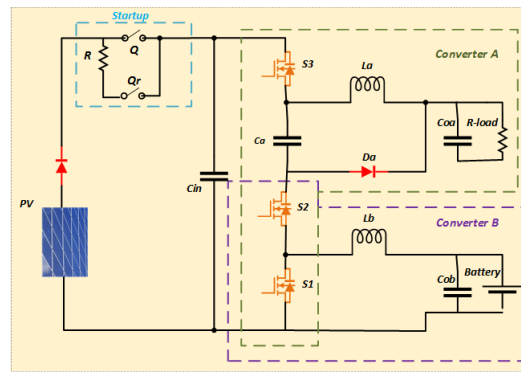 Startup
R
Q
Qr
Converter A
S3
La
Ca
Coa
R-load
Da
Cin
PV
S2
Lb
Converter B
S1
Cob
Battery